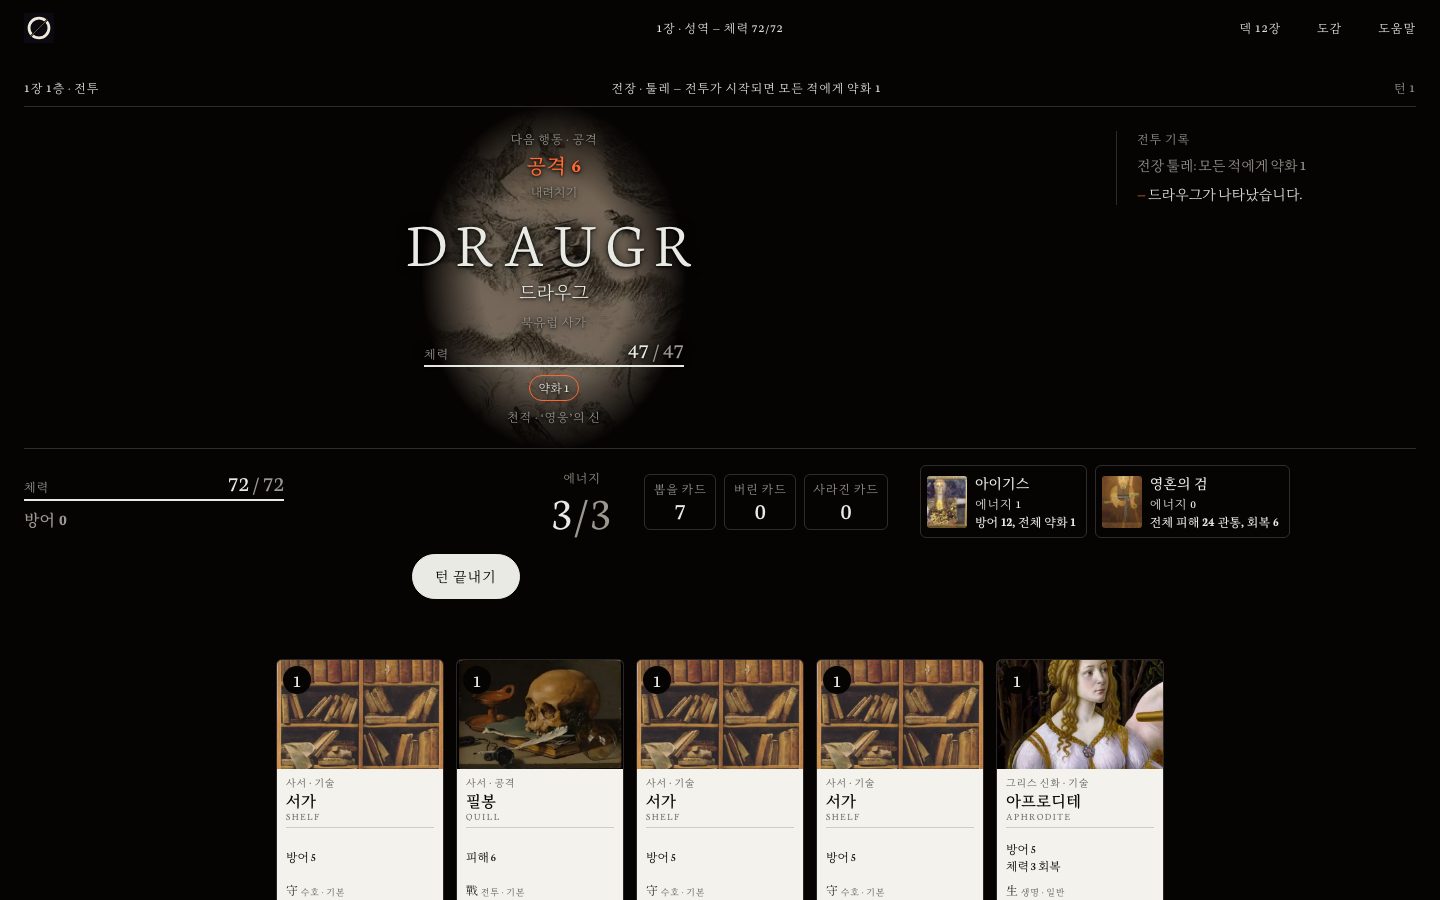 1장 · 성역 – 체력 72/72
덱 12장
도감
도움말
1장 1층 · 전투
전장 · 툴레 – 전투가 시작되면 모든 적에게 약화 1
턴 1
다음 행동 · 공격
공격 6
내려치기
DRAUGR
드라우그
북유럽 사가
체력 47 / 47
약화 1
천적 · '영웅'의 신
전투 기록
전장 툴레: 모든 적에게 약화 1
– 드라우그가 나타났습니다.
체력 72 / 72
방어 0
에너지
3/3
뽑을 카드
7
버린 카드
0
사라진 카드
0
아이기스
에너지 1
방어 12, 전체 약화 1
영혼의 검
에너지 0
전체 피해 24 관통, 회복 6
턴 끝내기
1
사서 · 기술
서가
SHELF
방어 5
守 수호 · 기본
1
사서 · 공격
필봉
QUILL
피해 6
戰 전투 · 기본
1
사서 · 기술
서가
SHELF
방어 5
守 수호 · 기본
1
사서 · 기술
서가
SHELF
방어 5
守 수호 · 기본
1
그리스 신화 · 기술
아프로디테
APHRODITE
방어 5
체력 3 회복
生 생명 · 일반